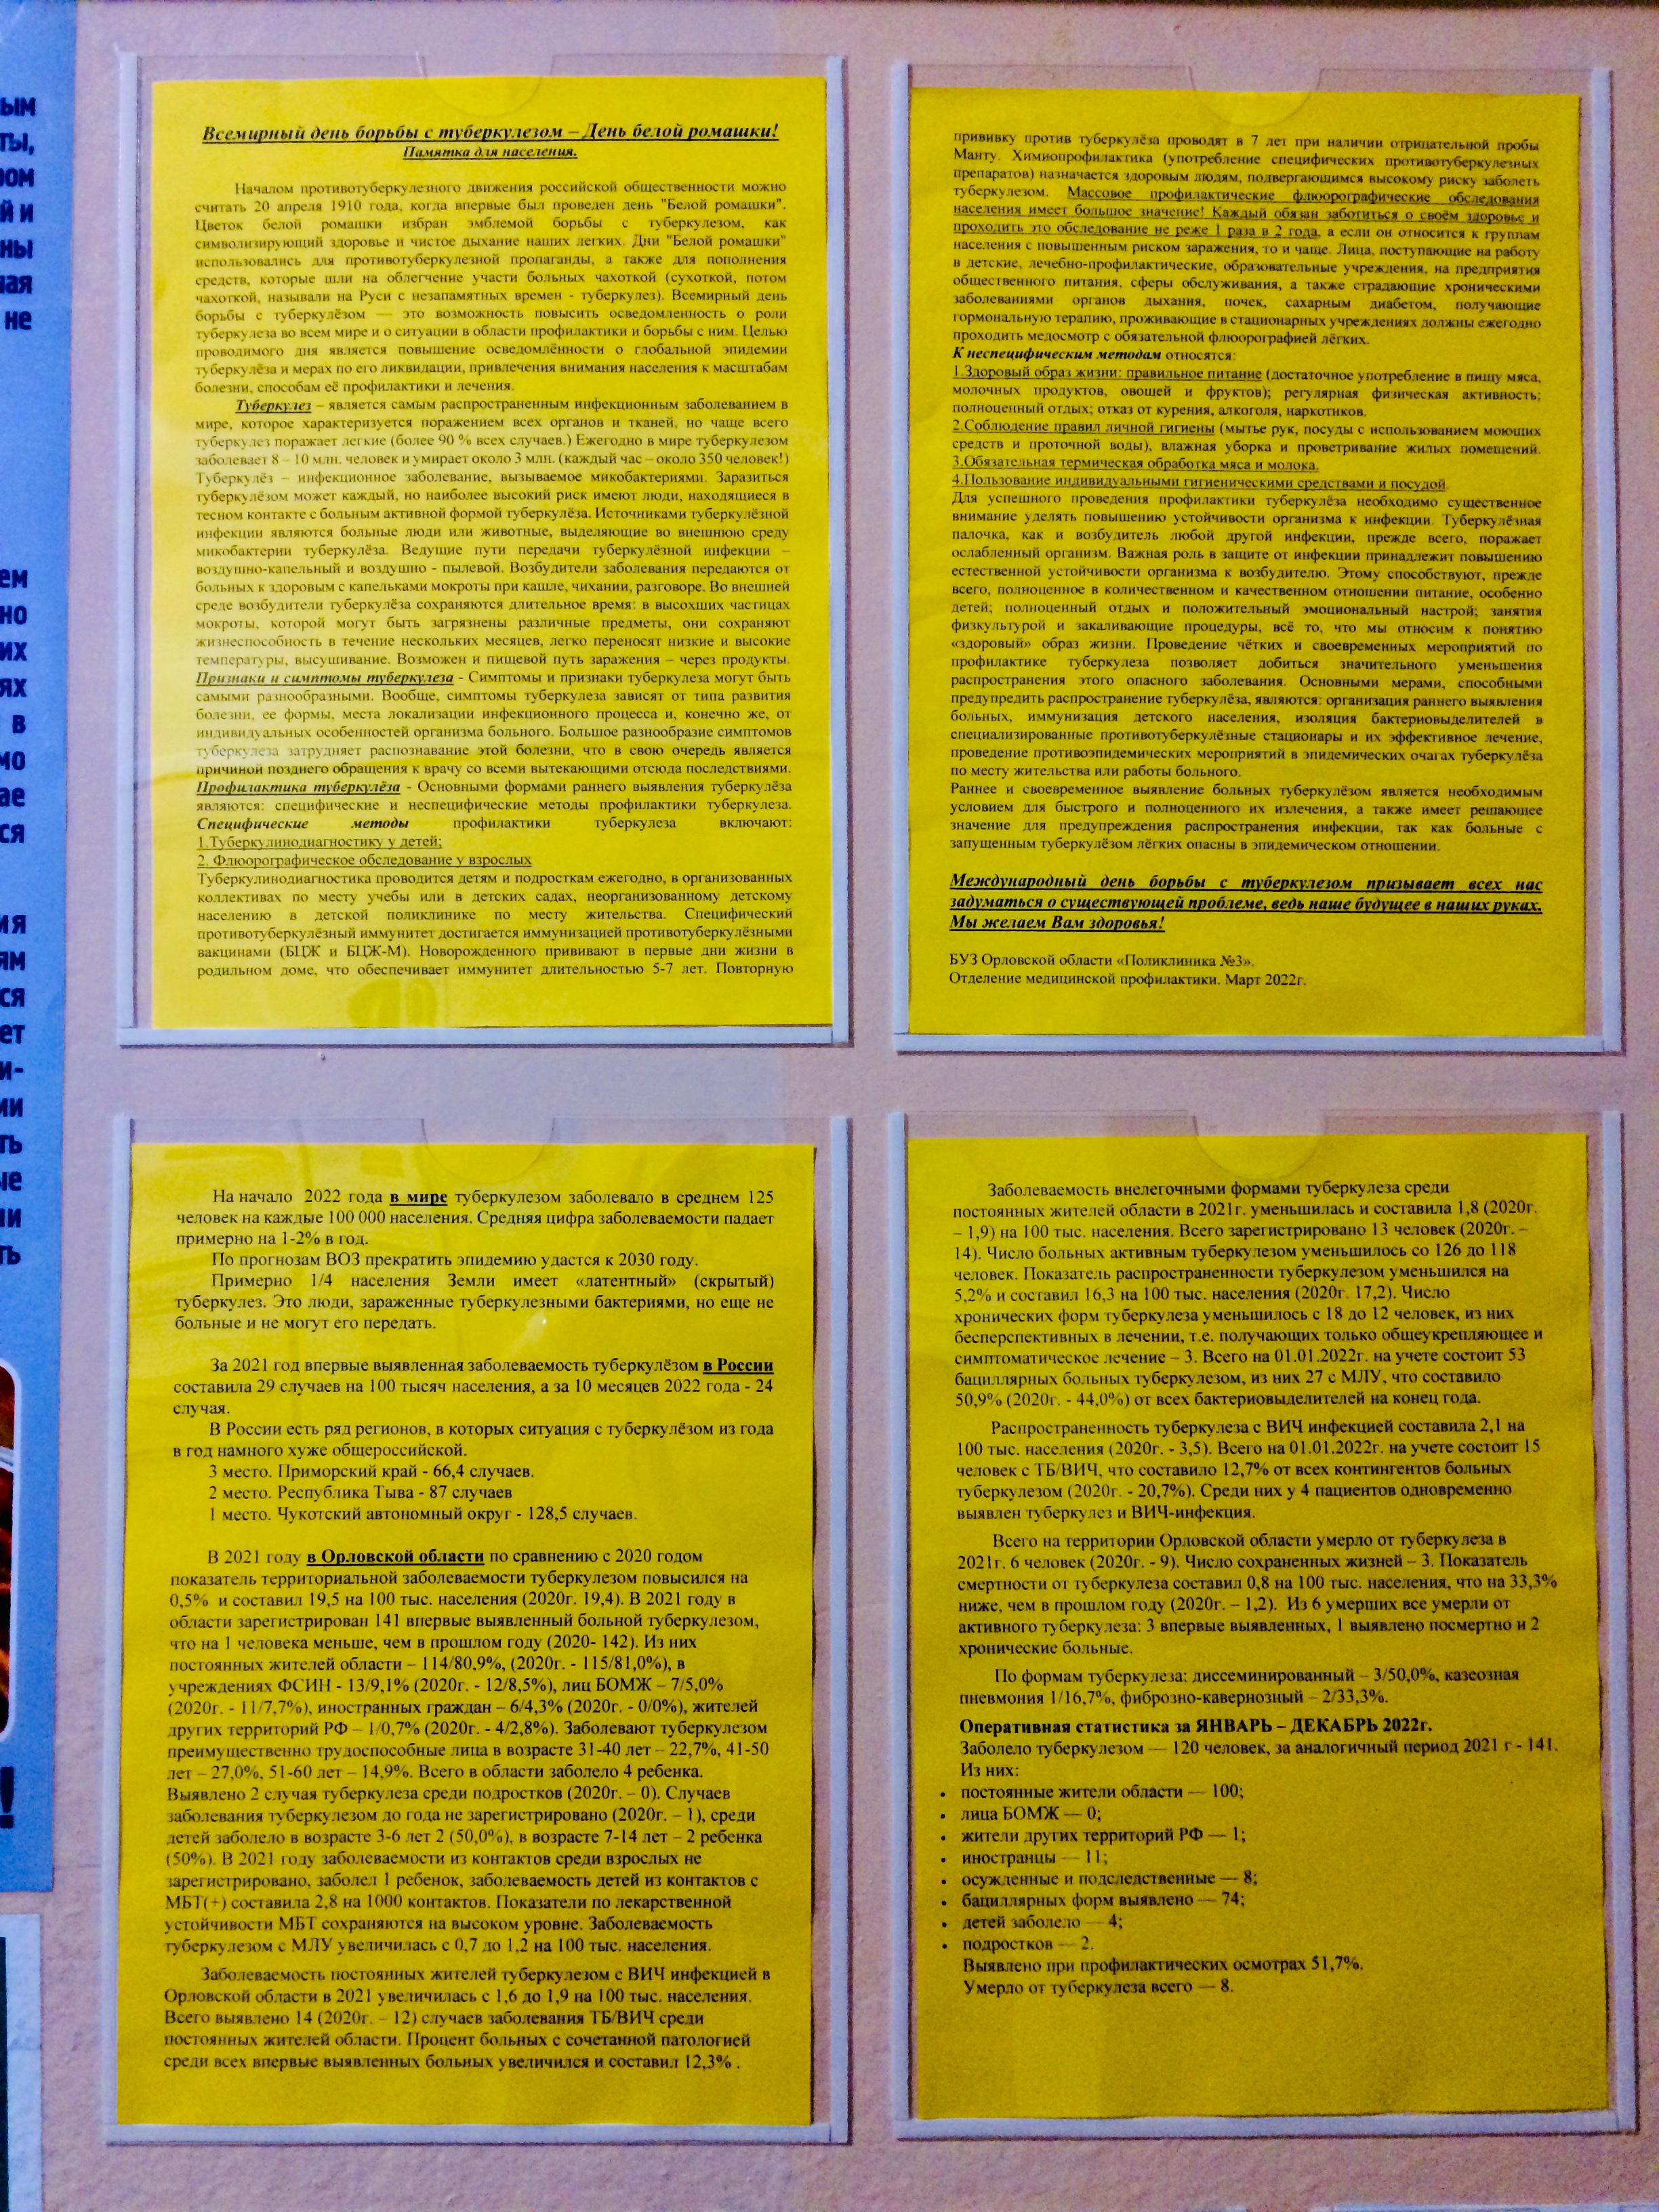 Всемирный день борьбы с туберкулезом – День белой ромашки!
Памятка для населения.
Началом противотуберкулезного движения российской общественности можно
считать 20 апреля 1910 года, когда впервые был проведен день "Белой ромашки".
Цветок белой ромашки избран эмблемой борьбы с туберкулезом, как
символизирующий здоровье и чистое дыхание наших легких. Дни "Белой ромашки"
использовались для противотуберкулезной пропаганды, а также для пополнения
средств, которые шли на облегчение участи больных чахоткой (сухоткой, потом
чахоткой, называли на Руси с незапамятных времен - туберкулез). Всемирный день
борьбы с туберкулёзом — это возможность повысить осведомленность о роли
туберкулеза во всем мире и о ситуации в области профилактики и борьбы с ним. Целью
проводимого дня является повышение осведомлённости о глобальной эпидемии
туберкулёза и мерах по его ликвидации, привлечения внимания населения к масштабам
болезни, способам её профилактики и лечения.
Туберкулез – является самым распространенным инфекционным заболеванием в
мире, которое характеризуется поражением всех органов и тканей, но чаще всего
туберкулез поражает легкие (более 90 % всех случаев.) Ежегодно в мире туберкулезом
заболевает 8 – 10 млн. человек и умирает около 3 млн. (каждый час – около 350 человек!)
Туберкулёз – инфекционное заболевание, вызываемое микобактериями. Заразиться
туберкулёзом может каждый, но наиболее высокий риск имеют люди, находящиеся в
тесном контакте с больным активной формой туберкулёза. Источниками туберкулёзной
инфекции являются больные люди или животные, выделяющие во внешнюю среду
микобактерии туберкулёза. Ведущие пути передачи туберкулёзной инфекции –
воздушно-капельный и воздушно - пылевой. Возбудители заболевания передаются от
больных к здоровым с капельками мокроты при кашле, чихании, разговоре. Во внешней
среде возбудители туберкулёза сохраняются длительное время: в высохших частицах
мокроты, которой могут быть загрязнены различные предметы, они сохраняют
жизнеспособность в течение нескольких месяцев, легко переносят низкие и высокие
температуры, высушивание. Возможен и пищевой путь заражения – через продукты.
Признаки и симптомы туберкулеза - Симптомы и признаки туберкулеза могут быть
самыми разнообразными. Вообще, симптомы туберкулеза зависят от типа развития
болезни, ее формы, места локализации инфекционного процесса и, конечно же, от
индивидуальных особенностей организма больного. Большое разнообразие симптомов
туберкулеза затрудняет распознавание этой болезни, что в свою очередь является
причиной позднего обращения к врачу со всеми вытекающими отсюда последствиями.
Профилактика туберкулёза - Основными формами раннего выявления туберкулёза
являются: специфические и неспецифические методы профилактики туберкулеза.
Специфические методы профилактики туберкулеза включают:
1.Туберкулинодиагностику у детей;
2. Флюорографическое обследование у взрослых
Туберкулинодиагностика проводится детям и подросткам ежегодно, в организованных
коллективах по месту учебы или в детских садах, неорганизованному детскому
населению в детской поликлинике по месту жительства. Специфический
противотуберкулёзный иммунитет достигается иммунизацией противотуберкулёзными
вакцинами (БЦЖ и БЦЖ-М). Новорожденного прививают в первые дни жизни в
родильном доме, что обеспечивает иммунитет длительностью 5-7 лет. Повторную
прививку против туберкулёза проводят в 7 лет при наличии отрицательной пробы
Манту. Химиопрофилактика (употребление специфических противотуберкулезных
препаратов) назначается здоровым людям, подвергающимся высокому риску заболеть
туберкулезом. Массовое профилактические флюорографические обследования
населения имеет большое значение! Каждый обязан заботиться о своём здоровье и
проходить это обследование не реже 1 раза в 2 года, а если он относится к группам
населения с повышенным риском заражения, то и чаще. Лица, поступающие на работу
в детские, лечебно-профилактические, образовательные учреждения, на предприятия
общественного питания, сферы обслуживания, а также страдающие хроническими
заболеваниями органов дыхания, почек, сахарным диабетом, получающие
гормональную терапию, проживающие в стационарных учреждениях должны ежегодно
проходить медосмотр с обязательной флюорографией лёгких.
К неспецифическим методам относятся:
1.Здоровый образ жизни: правильное питание (достаточное употребление в пищу мяса,
молочных продуктов, овощей и фруктов); регулярная физическая активность;
полноценный отдых; отказ от курения, алкоголя, наркотиков.
2.Соблюдение правил личной гигиены (мытье рук, посуды с использованием моющих
средств и проточной воды), влажная уборка и проветривание жилых помещений.
3.Обязательная термическая обработка мяса и молока.
4.Пользование индивидуальными гигиеническими средствами и посудой
Для успешного проведения профилактики туберкулёза необходимо существенное
внимание уделять повышению устойчивости организма к инфекции. Туберкулёзная
палочка, как и возбудитель любой другой инфекции, прежде всего, поражает
ослабленный организм. Важная роль в защите от инфекции принадлежит повышению
естественной устойчивости организма к возбудителю. Этому способствуют, прежде
всего, полноценное в количественном и качественном отношении питание, особенно
детей; полноценный отдых и положительный эмоциональный настрой; занятия
физкультурой и закаливающие процедуры, всё то, что мы относим к понятию
«здоровый» образ жизни. Проведение чётких и своевременных мероприятий по
профилактике туберкулеза позволяет добиться значительного уменьшения
распространения этого опасного заболевания. Основными мерами, способными
предупредить распространение туберкулёза, являются: организация раннего выявления
больных, иммунизация детского населения, изоляция бактериовыделителей в
специализированные противотуберкулёзные стационары и их эффективное лечение,
проведение противоэпидемических мероприятий в эпидемических очагах туберкулёза
по месту жительства или работы больного.
Раннее и своевременное выявление больных туберкулёзом является необходимым
условием для быстрого и полноценного их излечения, а также имеет решающее
значение для предупреждения распространения инфекции, так как больные с
запущенным туберкулёзом лёгких опасны в эпидемическом отношении.
Международный день борьбы с туберкулезом призывает всех нас
задуматься о существующей проблеме, ведь наше будущее в наших руках.
Мы желаем Вам здоровья!
БУЗ Орловской области «Поликлиника №3».
Отделение медицинской профилактики. Март 2022г.
На начало 2022 года в мире туберкулезом заболевало в среднем 125
человек на каждые 100 000 населения. Средняя цифра заболеваемости падает
примерно на 1-2% в год.
По прогнозам ВОЗ прекратить эпидемию удастся к 2030 году.
Примерно 1/4 населения Земли имеет «латентный» (скрытый)
туберкулез. Это люди, зараженные туберкулезными бактериями, но еще не
больные и не могут его передать.
За 2021 год впервые выявленная заболеваемость туберкулёзом в России
составила 29 случаев на 100 тысяч населения, а за 10 месяцев 2022 года - 24
случая.
В России есть ряд регионов, в которых ситуация с туберкулёзом из года
в год намного хуже общероссийской.
3 место. Приморский край - 66,4 случаев.
2 место. Республика Тыва - 87 случаев
1 место. Чукотский автономный округ - 128,5 случаев.
В 2021 году в Орловской области по сравнению с 2020 годом
показатель территориальной заболеваемости туберкулезом повысился на
0,5% и составил 19,5 на 100 тыс. населения (2020г. 19,4). В 2021 году в
области зарегистрирован 141 впервые выявленный больной туберкулезом,
что на 1 человека меньше, чем в прошлом году (2020- 142). Из них
постоянных жителей области – 114/80,9%, (2020г. - 115/81,0%), в
учреждениях ФСИН - 13/9,1% (2020г. - 12/8,5%), лиц БОМЖ – 7/5,0%
(2020г. - 11/7,7%), иностранных граждан – 6/4,3% (2020г. - 0/0%), жителей
других территорий РФ – 1/0,7% (2020г. - 4/2,8%). Заболевают туберкулезом
преимущественно трудоспособные лица в возрасте 31-40 лет – 22,7%, 41-50
лет – 27,0%, 51-60 лет – 14,9%. Всего в области заболело 4 ребенка.
Выявлено 2 случая туберкулеза среди подростков (2020г. – 0). Случаев
заболевания туберкулезом до года не зарегистрировано (2020г. – 1), среди
детей заболело в возрасте 3-6 лет 2 (50,0%), в возрасте 7-14 лет – 2 ребенка
(50%). В 2021 году заболеваемости из контактов среди взрослых не
зарегистрировано, заболел 1 ребенок, заболеваемость детей из контактов с
МБТ(+) составила 2,8 на 1000 контактов. Показатели по лекарственной
устойчивости МБТ сохраняются на высоком уровне. Заболеваемость
туберкулезом с МЛУ увеличилась с 0,7 до 1,2 на 100 тыс. населения.
Заболеваемость постоянных жителей туберкулезом с ВИЧ инфекцией в
Орловской области в 2021 увеличилась с 1,6 до 1,9 на 100 тыс. населения.
Всего выявлено 14 (2020г. – 12) случаев заболевания ТБ/ВИЧ среди
постоянных жителей области. Процент больных с сочетанной патологией
среди всех впервые выявленных больных увеличился и составил 12,3% .
Заболеваемость внелегочными формами туберкулеза среди
постоянных жителей области в 2021г. уменьшилась и составила 1,8 (2020г.
– 1,9) на 100 тыс. населения. Всего зарегистрировано 13 человек (2020г. –
14). Число больных активным туберкулезом уменьшилось со 126 до 118
человек. Показатель распространенности туберкулезом уменьшился на
5,2% и составил 16,3 на 100 тыс. населения (2020г. 17,2). Число
хронических форм туберкулеза уменьшилось с 18 до 12 человек, из них
бесперспективных в лечении, т.е. получающих только общеукрепляющее и
симптоматическое лечение – 3. Всего на 01.01.2022г. на учете состоит 53
бациллярных больных туберкулезом, из них 27 с МЛУ, что составило
50,9% (2020г. - 44,0%) от всех бактериовыделителей на конец года.
Распространенность туберкулеза с ВИЧ инфекцией составила 2,1 на
100 тыс. населения (2020г. - 3,5). Всего на 01.01.2022г. на учете состоит 15
человек с ТБ/ВИЧ, что составило 12,7% от всех контингентов больных
туберкулезом (2020г. - 20,7%). Среди них у 4 пациентов одновременно
выявлен туберкулез и ВИЧ-инфекция.
Всего на территории Орловской области умерло от туберкулеза в
2021г. 6 человек (2020г. - 9). Число сохраненных жизней – 3. Показатель
смертности от туберкулеза составил 0,8 на 100 тыс. населения, что на 33,3%
ниже, чем в прошлом году (2020г. – 1,2). Из 6 умерших все умерли от
активного туберкулеза: 3 впервые выявленных, 1 выявлено посмертно и 2
хронические больные.
По формам туберкулеза: диссеминированный – 3/50,0%, казеозная
пневмония 1/16,7%, фиброзно-кавернозный – 2/33,3%.
Оперативная статистика за ЯНВАРЬ – ДЕКАБРЬ 2022г.
Заболело туберкулезом — 120 человек, за аналогичный период 2021 г - 141.
Из них:
• постоянные жители области — 100;
• лица БОМЖ — 0;
• жители других территорий РФ — 1;
• иностранцы — 11;
• осужденные и подследственные — 8;
• бациллярных форм выявлено — 74;
• детей заболело — 4;
• подростков — 2.
Выявлено при профилактических осмотрах 51,7%.
Умерло от туберкулеза всего — 8.